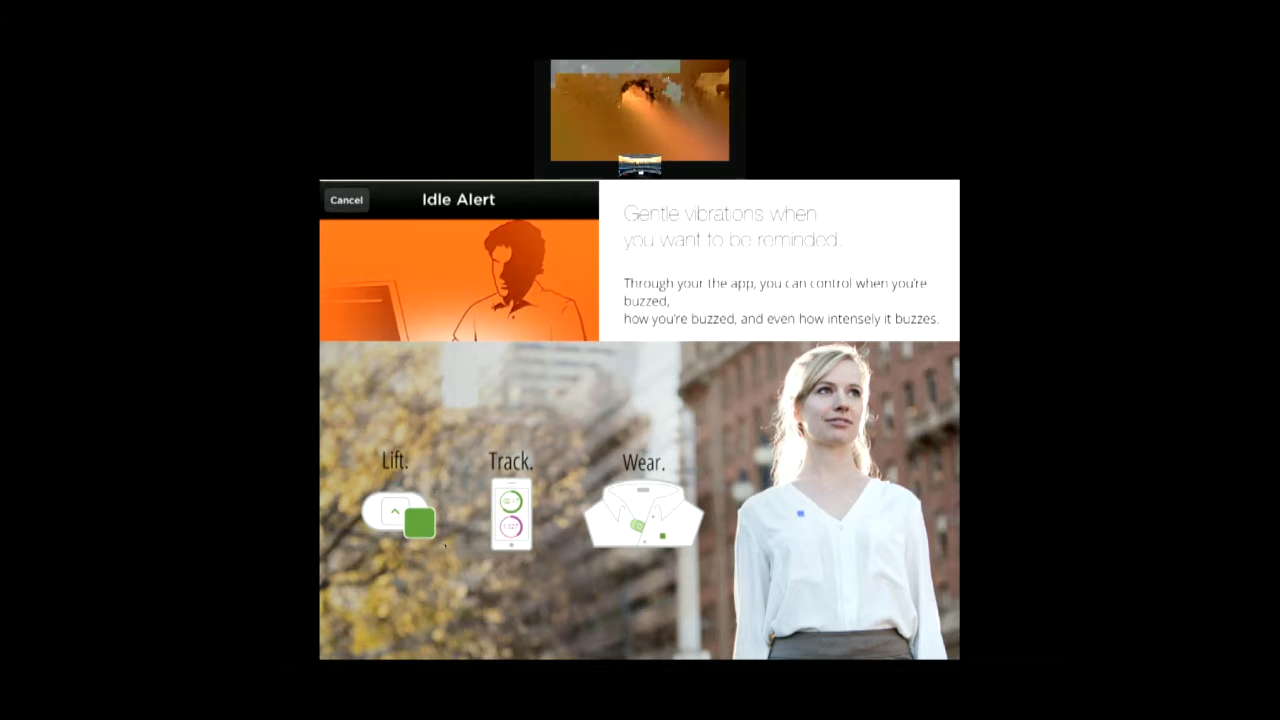 Cancel
Idle Alert
Gentle vibrations when
you want to be reminded.
Through your the app, you can control when you're
buzzed,
how you're buzzed, and even how intensely it buzzes.
Lift.
Track.
Wear.